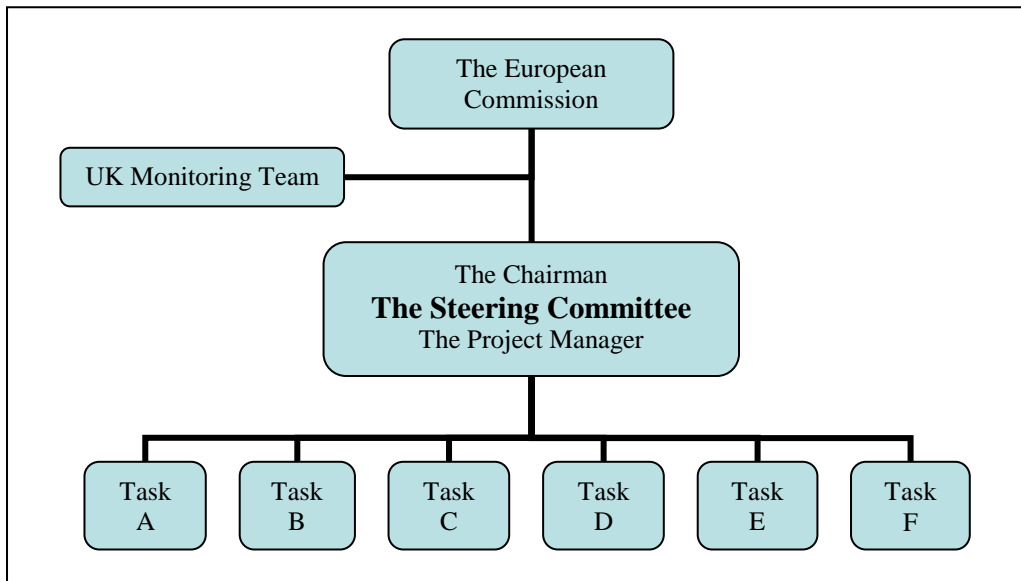 The European
Commission
UK Monitoring Team
The Chairman
The Steering Committee
The Project Manager
Task
A
Task
B
Task
C
Task
D
Task
E
Task
F